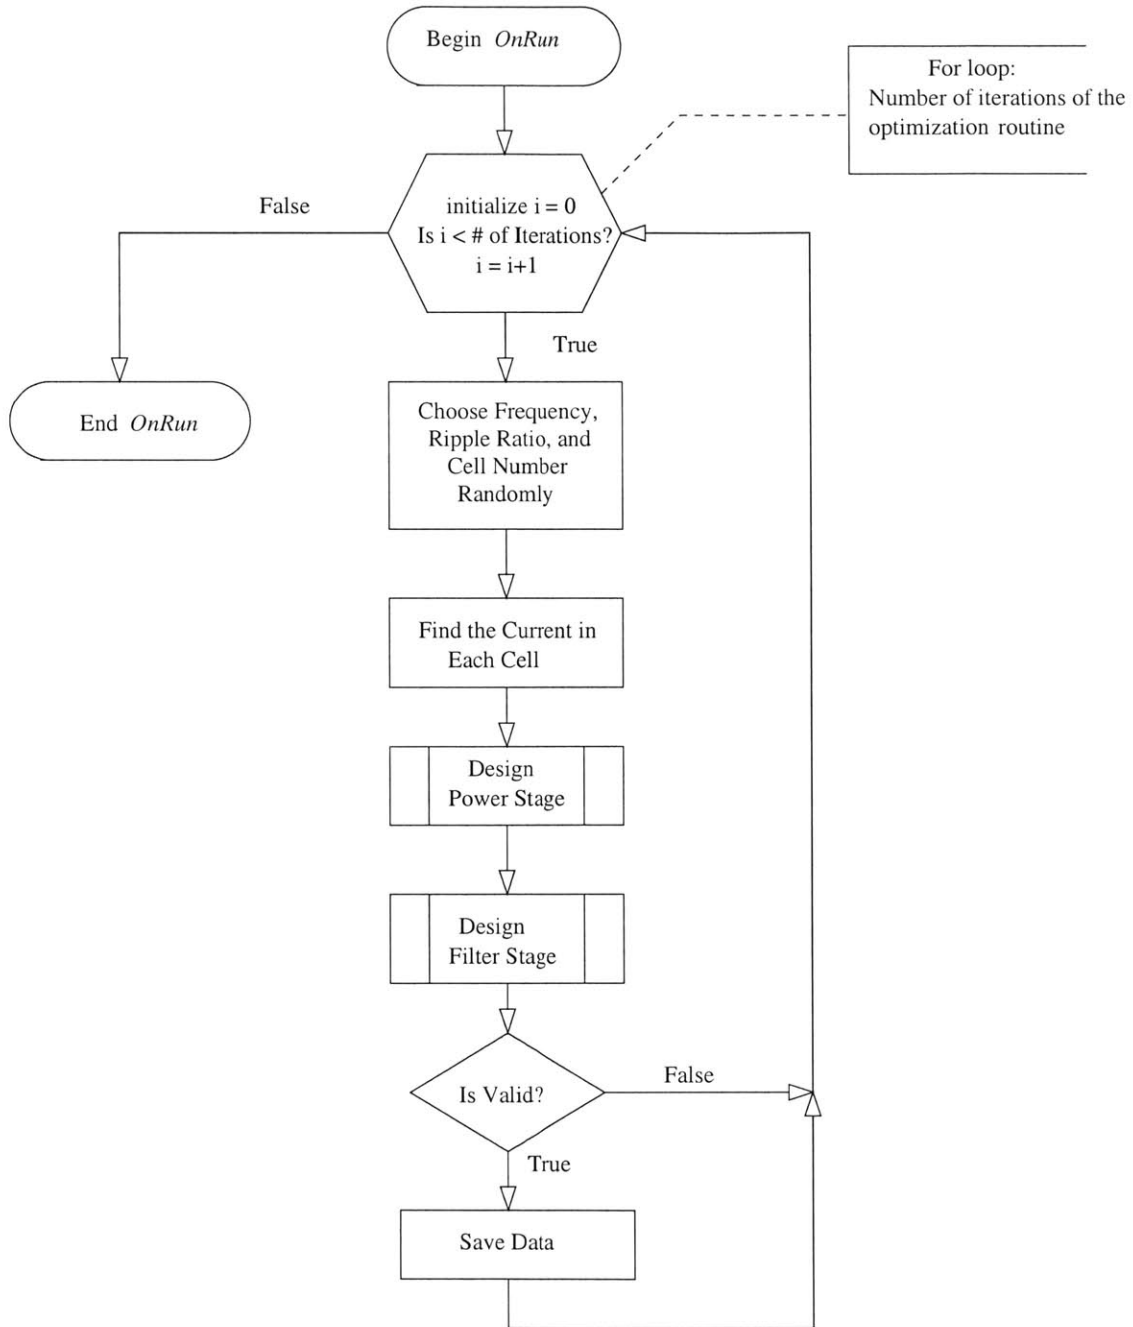 Begin OnRun
For loop:
Number of iterations of the
optimization routine
False
initialize i = 0
Is i < # of Iterations?
i = i+1
True
End OnRun
Choose Frequency,
Ripple Ratio, and
Cell Number
Randomly
Find the Current in
Each Cell
Design
Power Stage
Design
Filter Stage
Is Valid?
False
True
Save Data